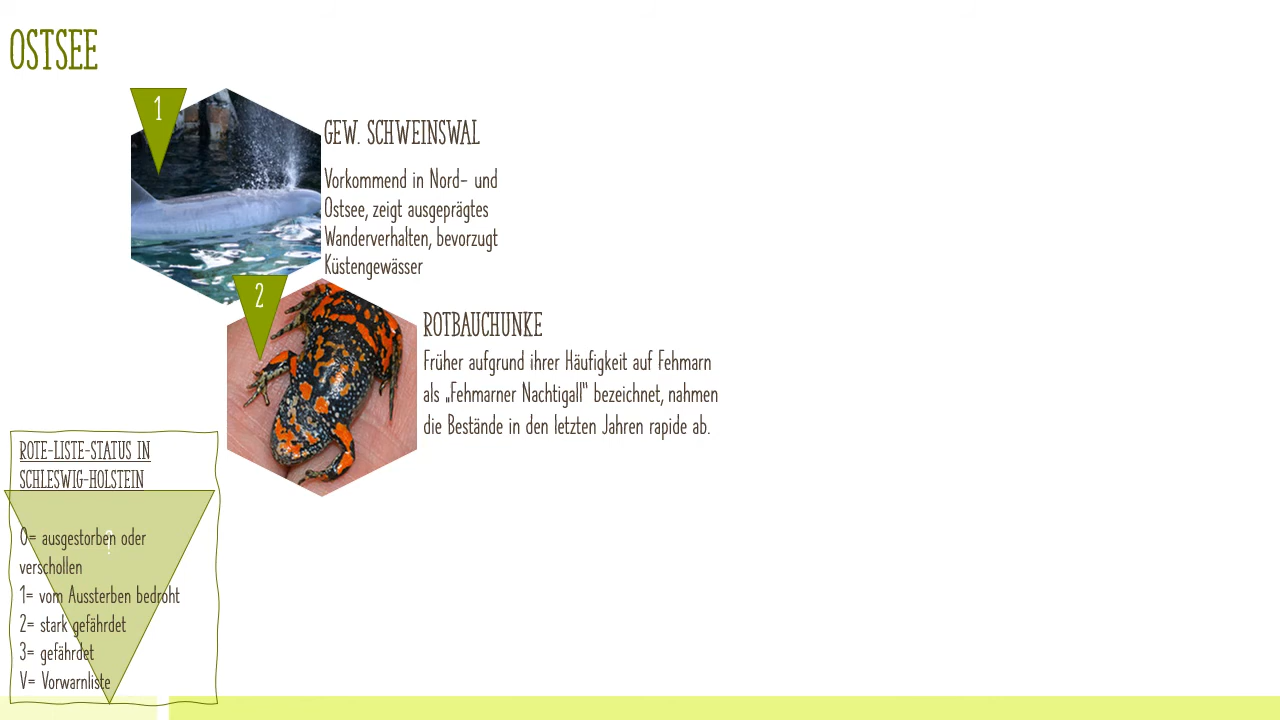 OSTSEE
1
GEW. SCHWEINSWAL
Vorkommend in Nord- und
Ostsee, zeigt ausgeprägtes
Wanderverhalten, bevorzugt
Küstengewässer
2
ROTBAUCHUNKE
Früher aufgrund ihrer Häufigkeit auf Fehmarn
als „Fehmarner Nachtigall“ bezeichnet, nahmen
die Bestände in den letzten Jahren rapide ab.
ROTE-LISTE-STATUS IN
SCHLESWIG-HOLSTEIN
?
0= ausgestorben oder
verschollen
1= vom Aussterben bedroht
2= stark gefährdet
3= gefährdet
V= Vorwarnliste